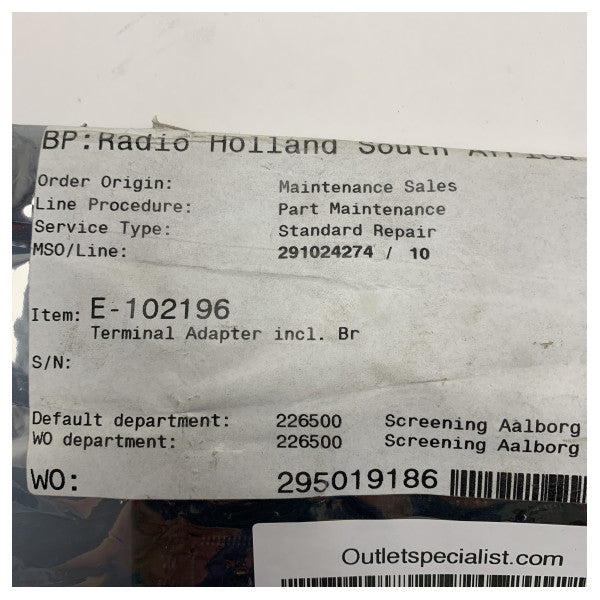 BP:Radio Holland South Africa
Order Origin: Maintenance Sales
Line Procedure: Part Maintenance
Service Type: Standard Repair
MSO/Line: 291024274 / 10
Item: E-102196
Terminal Adapter incl. Br
S/N:
Default department: 226500 Screening Aalborg
WO department: 226500 Screening Aalborg
WO: 295019186
Outletspecialist.com